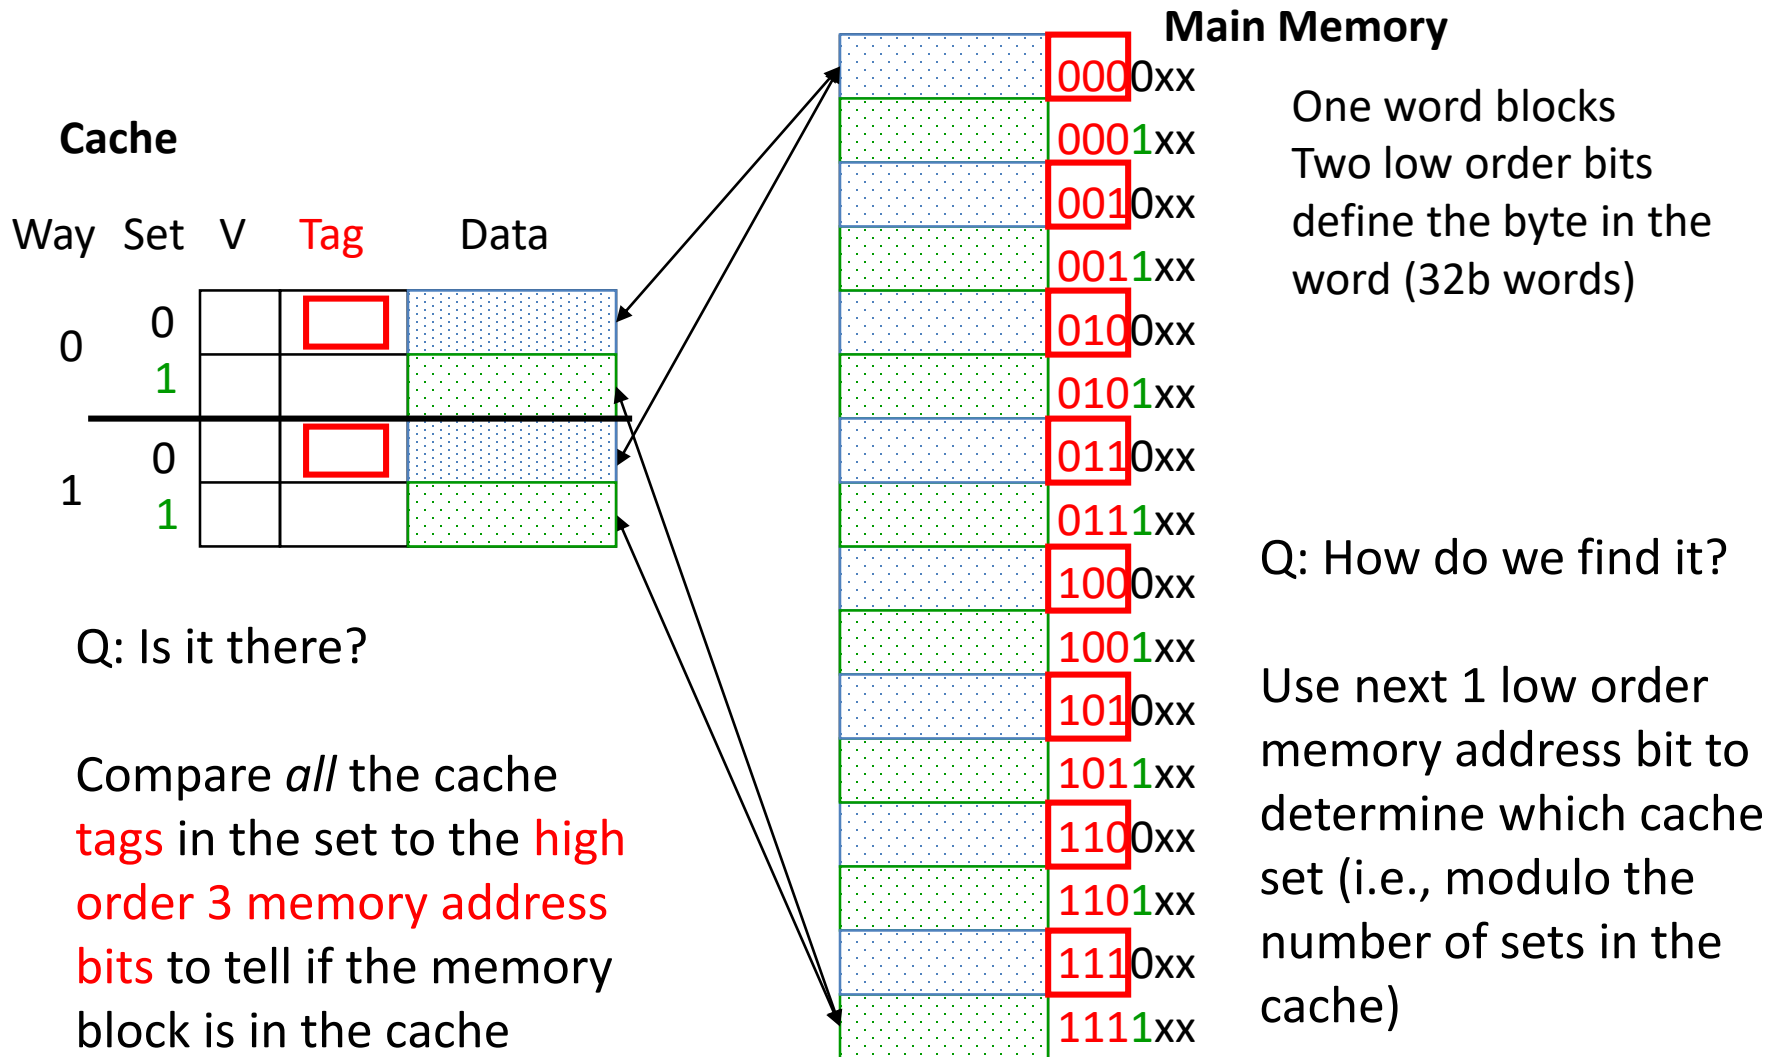 Main Memory
One word blocks
Two low order bits
define the byte in the
word (32b words)
Cache
Way Set V Tag Data
0
0
1
1
0
1
0000xx
0001xx
0010xx
0011xx
0100xx
0101xx
0110xx
0111xx
1000xx
1001xx
1010xx
1011xx
1100xx
1101xx
1110xx
1111xx
Q: Is it there?
Compare all the cache
tags in the set to the high
order 3 memory address
bits to tell if the memory
block is in the cache
Q: How do we find it?
Use next 1 low order
memory address bit to
determine which cache
set (i.e., modulo the
number of sets in the
cache)